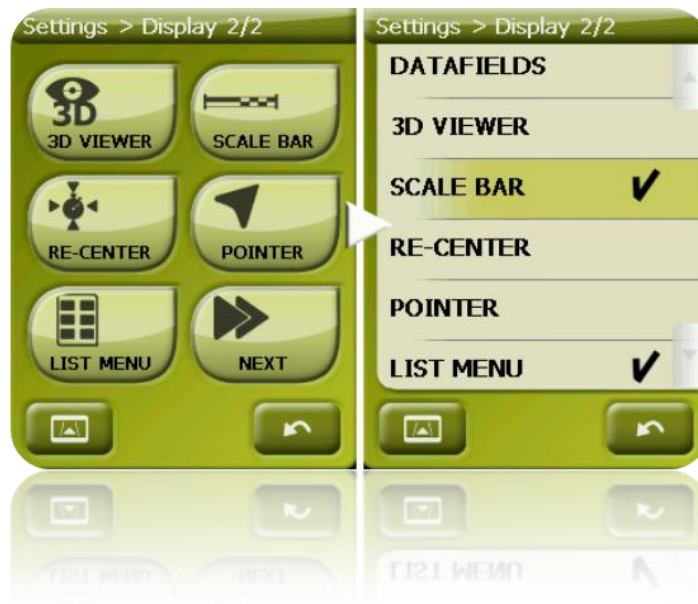 Settings > Display 2/2
3D
3D VIEWER
SCALE BAR
RE-CENTER
POINTER
LIST MENU
NEXT
Settings > Display 2/2
DATAFIELDS
3D VIEWER
SCALE BAR
RE-CENTER
POINTER
LIST MENU